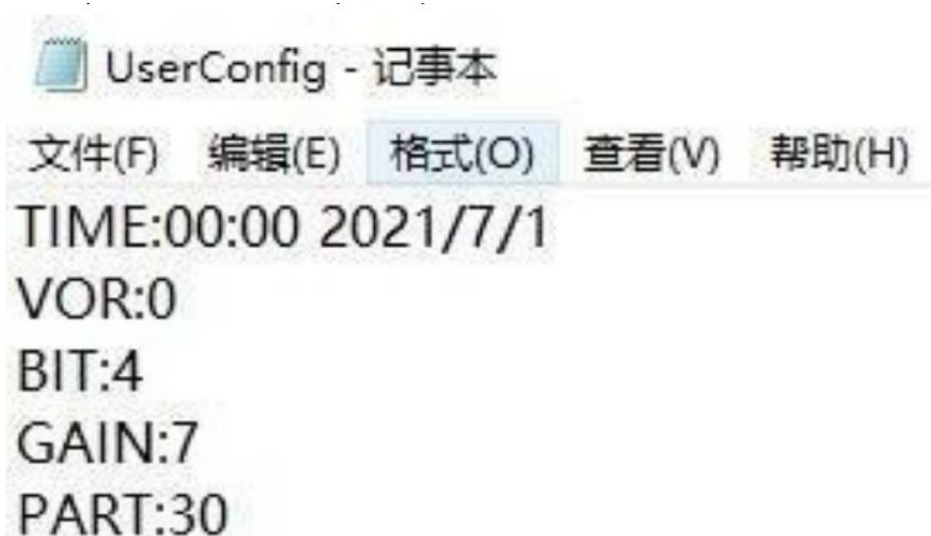 UserConfig - 记事本
文件(F) 编辑(E) 格式(O) 查看(V) 帮助(H)
TIME:00:00 2021/7/1
VOR:0
BIT:4
GAIN:7
PART:30